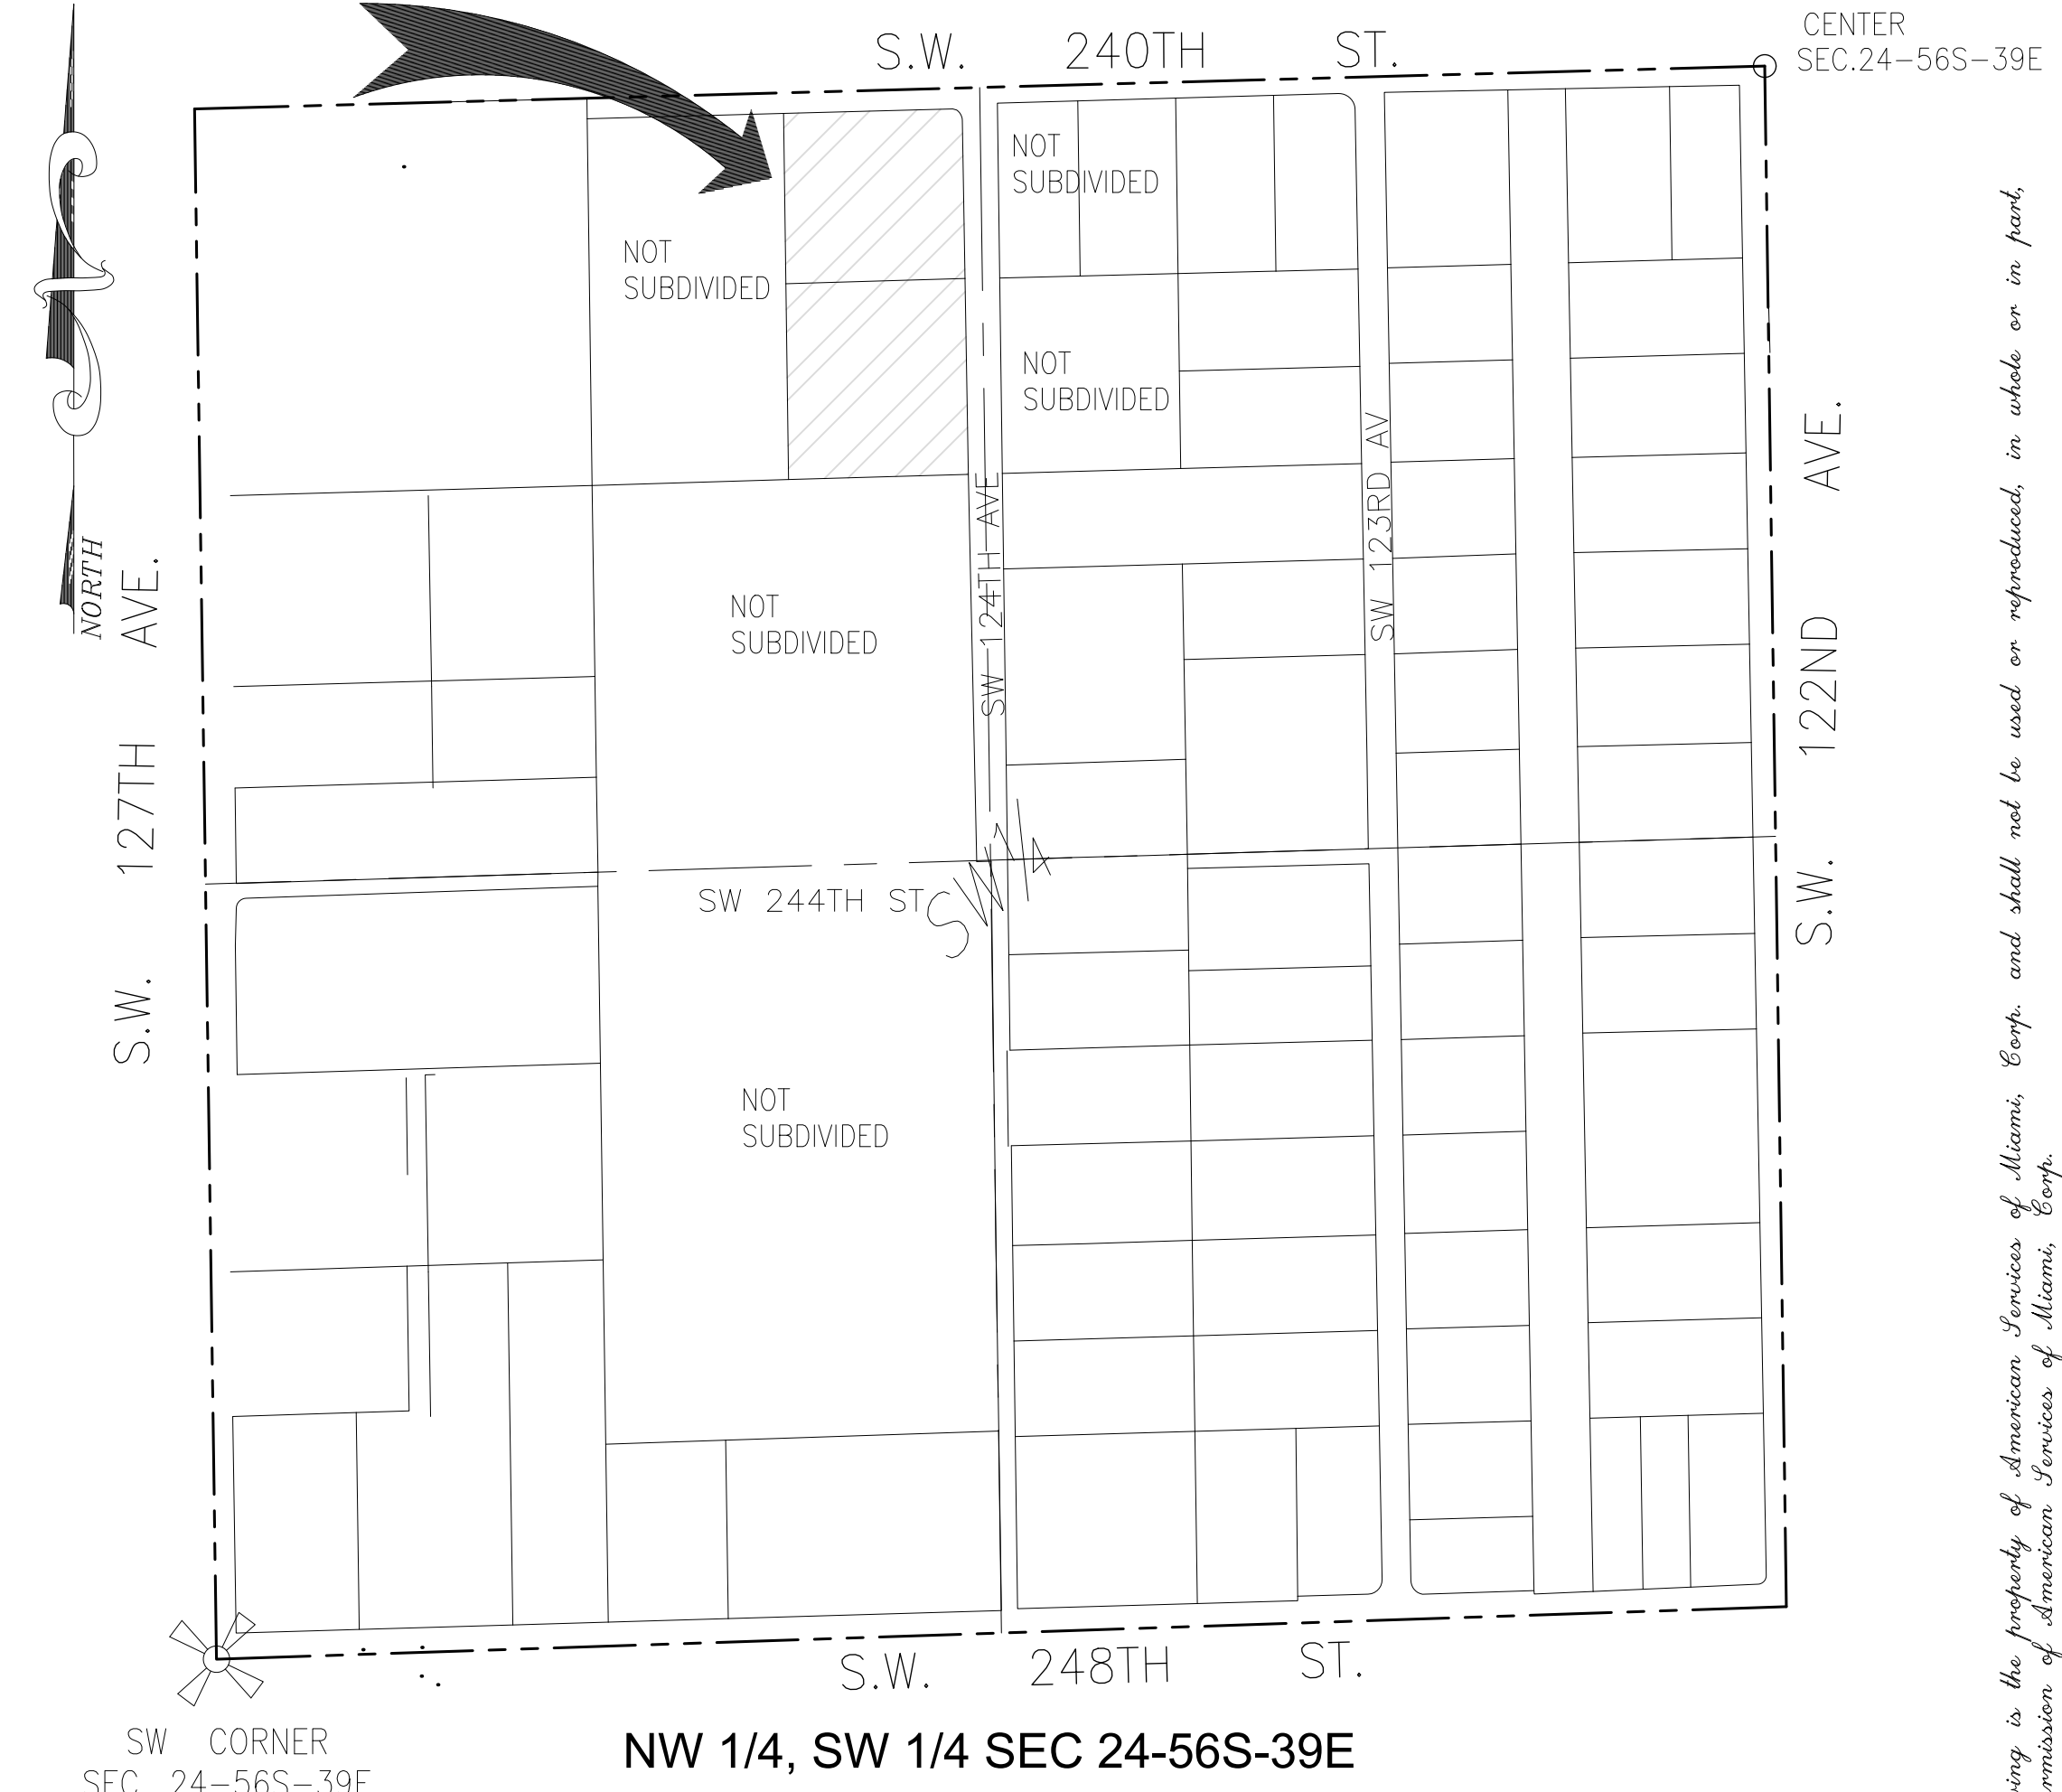 CENTER
SEC.24-56S-39E
S.W. 240TH ST.
NOT
SUBDIVIDED
NOT
SUBDIVIDED
NOT
SUBDIVIDED
NORTH
S.W. 127TH AVE.
SW 124TH AVE
SW 123RD AV
S.W. 122ND AVE.
NOT
SUBDIVIDED
SW 1/4
SW 244TH ST
NOT
SUBDIVIDED
S.W. 248TH ST.
SW CORNER
SEC 24-56S-39E
NW 1/4, SW 1/4 SEC 24-56S-39E
is the property of American Services of Miami, Corp. and shall not be used or reproduced, in whole or in part,
of American Services of Miami, Corp.